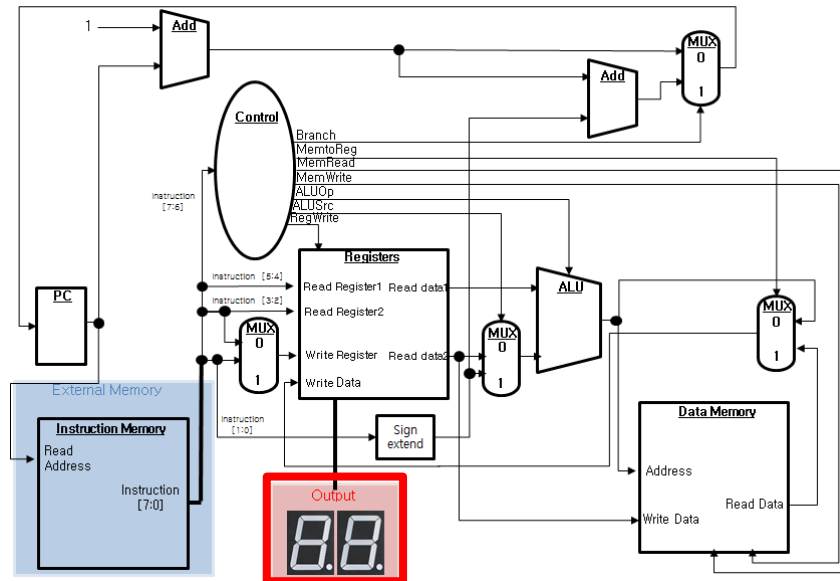 1
Add
MUX
0
1
Add
Control
Branch
MemtoReg
MemRead
MemWrite
ALUOp
ALUSrc
RegWrite
Instruction
[7:6]
Registers
Instruction [5:4]
Read Register1
Read data1
Instruction [3:2]
Read Register2
Write Register
Read data2
Write Data
PC
MUX
0
1
MUX
0
1
ALU
MUX
0
1
External Memory
Instruction Memory
Read
Address
Instruction
[7:0]
Instruction
[1:0]
Sign
extend
Output
88
Data Memory
Address
Read Data
Write Data